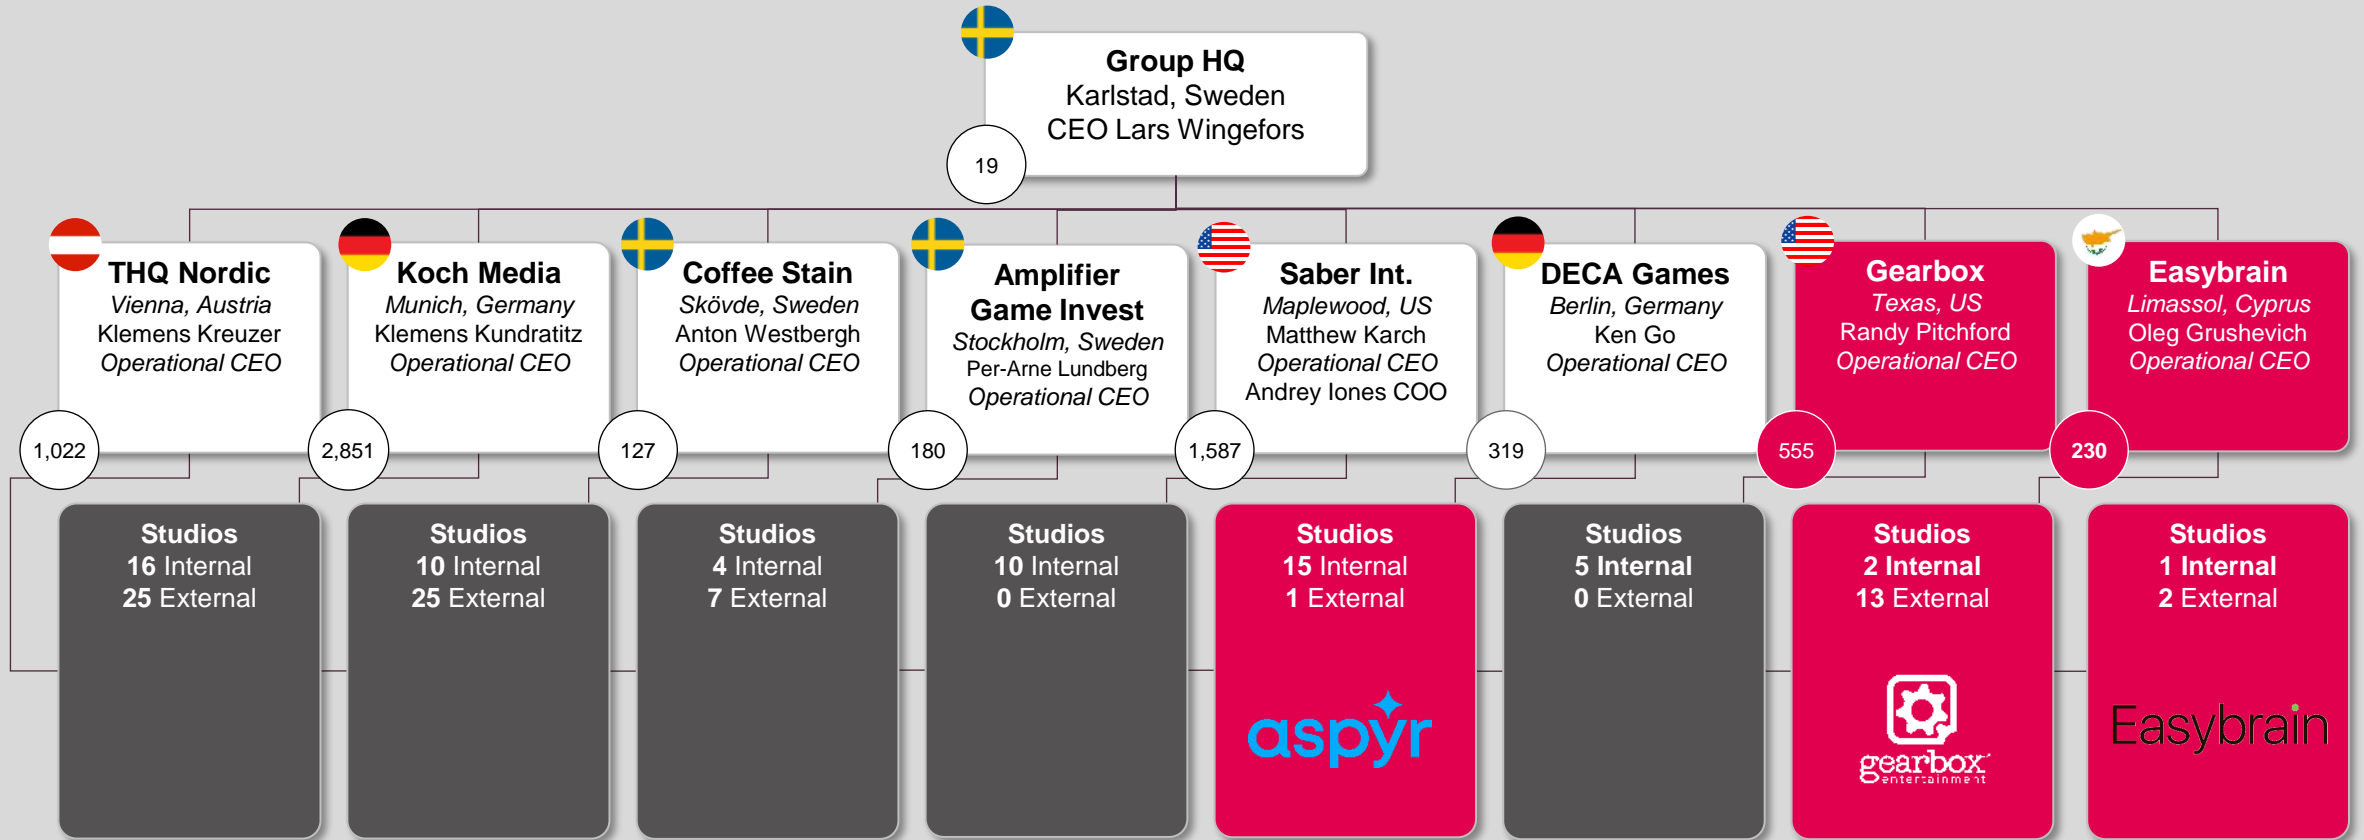 Group HQ
Karlstad, Sweden
CEO Lars Wingefors
19
THQ Nordic
Vienna, Austria
Klemens Kreuzer
Operational CEO
1,022
Koch Media
Munich, Germany
Klemens Kundratitz
Operational CEO
2,851
Coffee Stain
Skövde, Sweden
Anton Westbergh
Operational CEO
127
Amplifier
Game Invest
Stockholm, Sweden
Per-Arne Lundberg
Operational CEO
180
Saber Int.
Maplewood, US
Matthew Karch
Operational CEO
Andrey Iones COO
1,587
DECA Games
Berlin, Germany
Ken Go
Operational CEO
319
Gearbox
Texas, US
Randy Pitchford
Operational CEO
555
Easybrain
Limassol, Cyprus
Oleg Grushevich
Operational CEO
230
Studios
16 Internal
25 External
Studios
10 Internal
25 External
Studios
4 Internal
7 External
Studios
10 Internal
0 External
Studios
15 Internal
1 External
aspyr
Studios
5 Internal
0 External
Studios
2 Internal
13 External
gearbox
entertainment
Studios
1 Internal
2 External
Easybrain